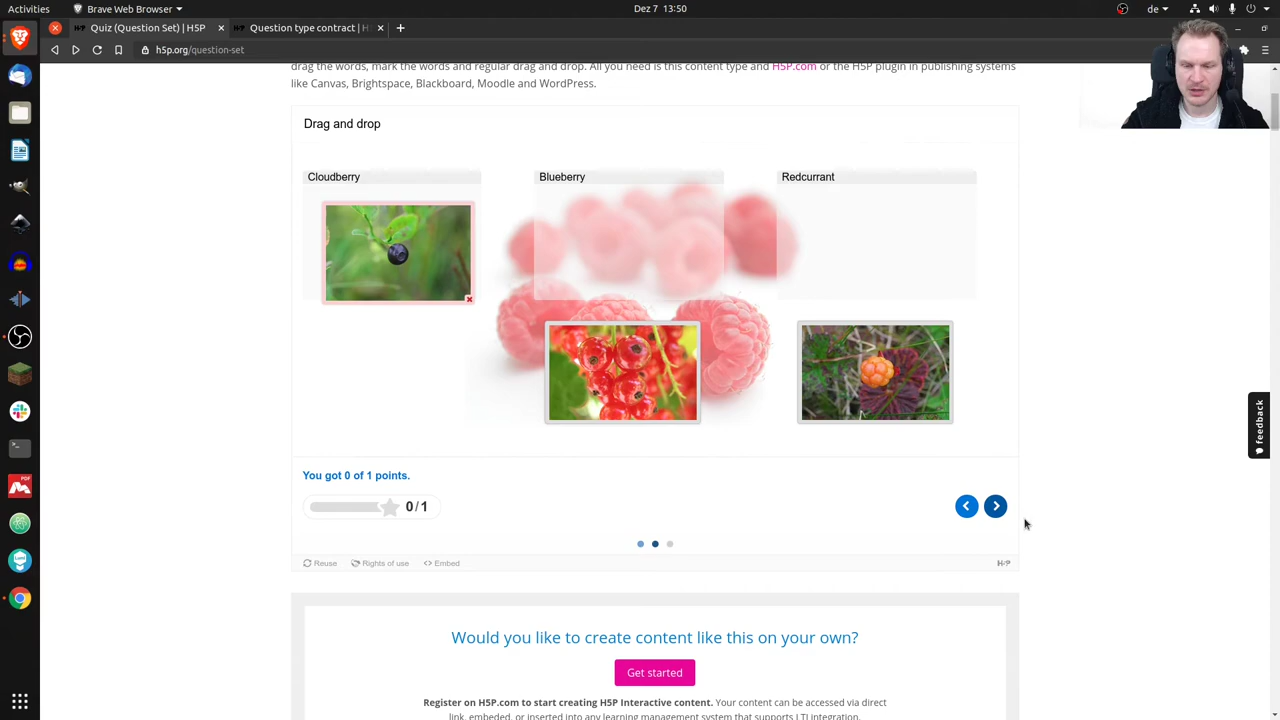 Activities
Brave Web Browser
Dez 7 13:50
de
Quiz (Question Set) | H5P
Question type contract | H
h5p.org/question-set
drag the words, mark the words and regular drag and drop. All you need is this content type and H5P.com or the H5P plugin in publishing systems
like Canvas, Brightspace, Blackboard, Moodle and WordPress.
Drag and drop
Cloudberry
Blueberry
Redcurrant
You got 0 of 1 points.
0/1
feedback
Reuse
Rights of use
Embed
H5P
Would you like to create content like this on your own?
Get started
Register on H5P.com to start creating H5P Interactive content. Your content can be accessed via direct
link, embedded, or inserted into any learning management system that supports LTI integration.